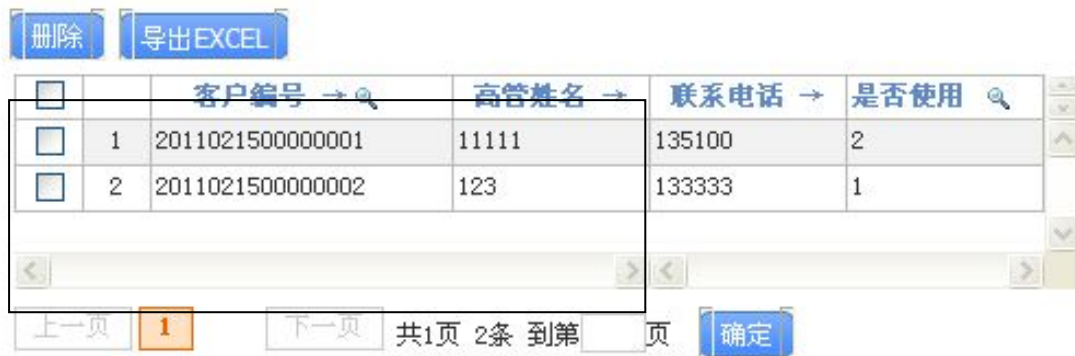 删除 导出EXCEL
客户编号 → 高管姓名 → 联系电话 → 是否使用
1 2011021500000001 11111 135100 2
2 2011021500000002 123 133333 1
上一页 1 下一页 共1页 2条 到第 页 确定